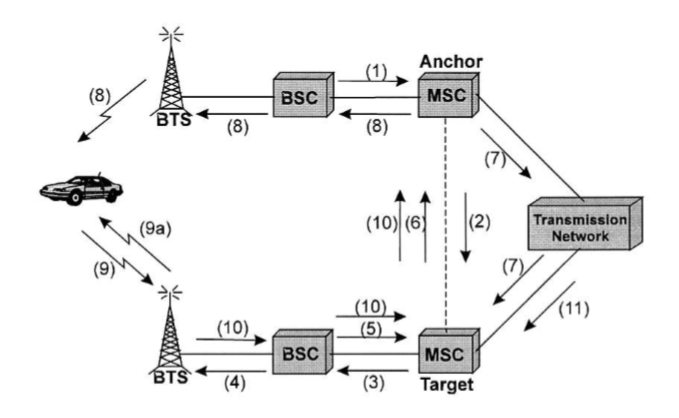 Anchor
(1)
BSC
MSC
(8)
BTS
(8)
(8)
(7)
(9a)
(10)
(6)
(2)
Transmission
Network
(9)
(7)
(10)
(11)
(10)
(5)
BSC
MSC
BTS
(4)
(3)
Target